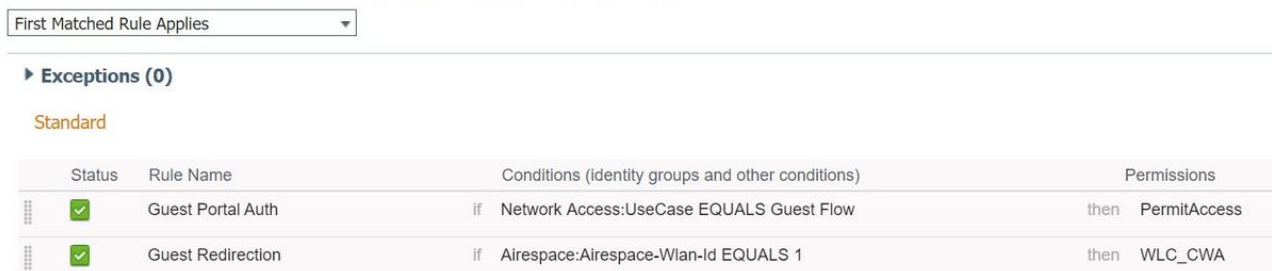 First Matched Rule Applies
Exceptions (0)
Standard
Status Rule Name Conditions (identity groups and other conditions) Permissions
Guest Portal Auth if Network Access:UseCase EQUALS Guest Flow then PermitAccess
Guest Redirection if Airespace:Airespace-Wlan-Id EQUALS 1 then WLC_CWA